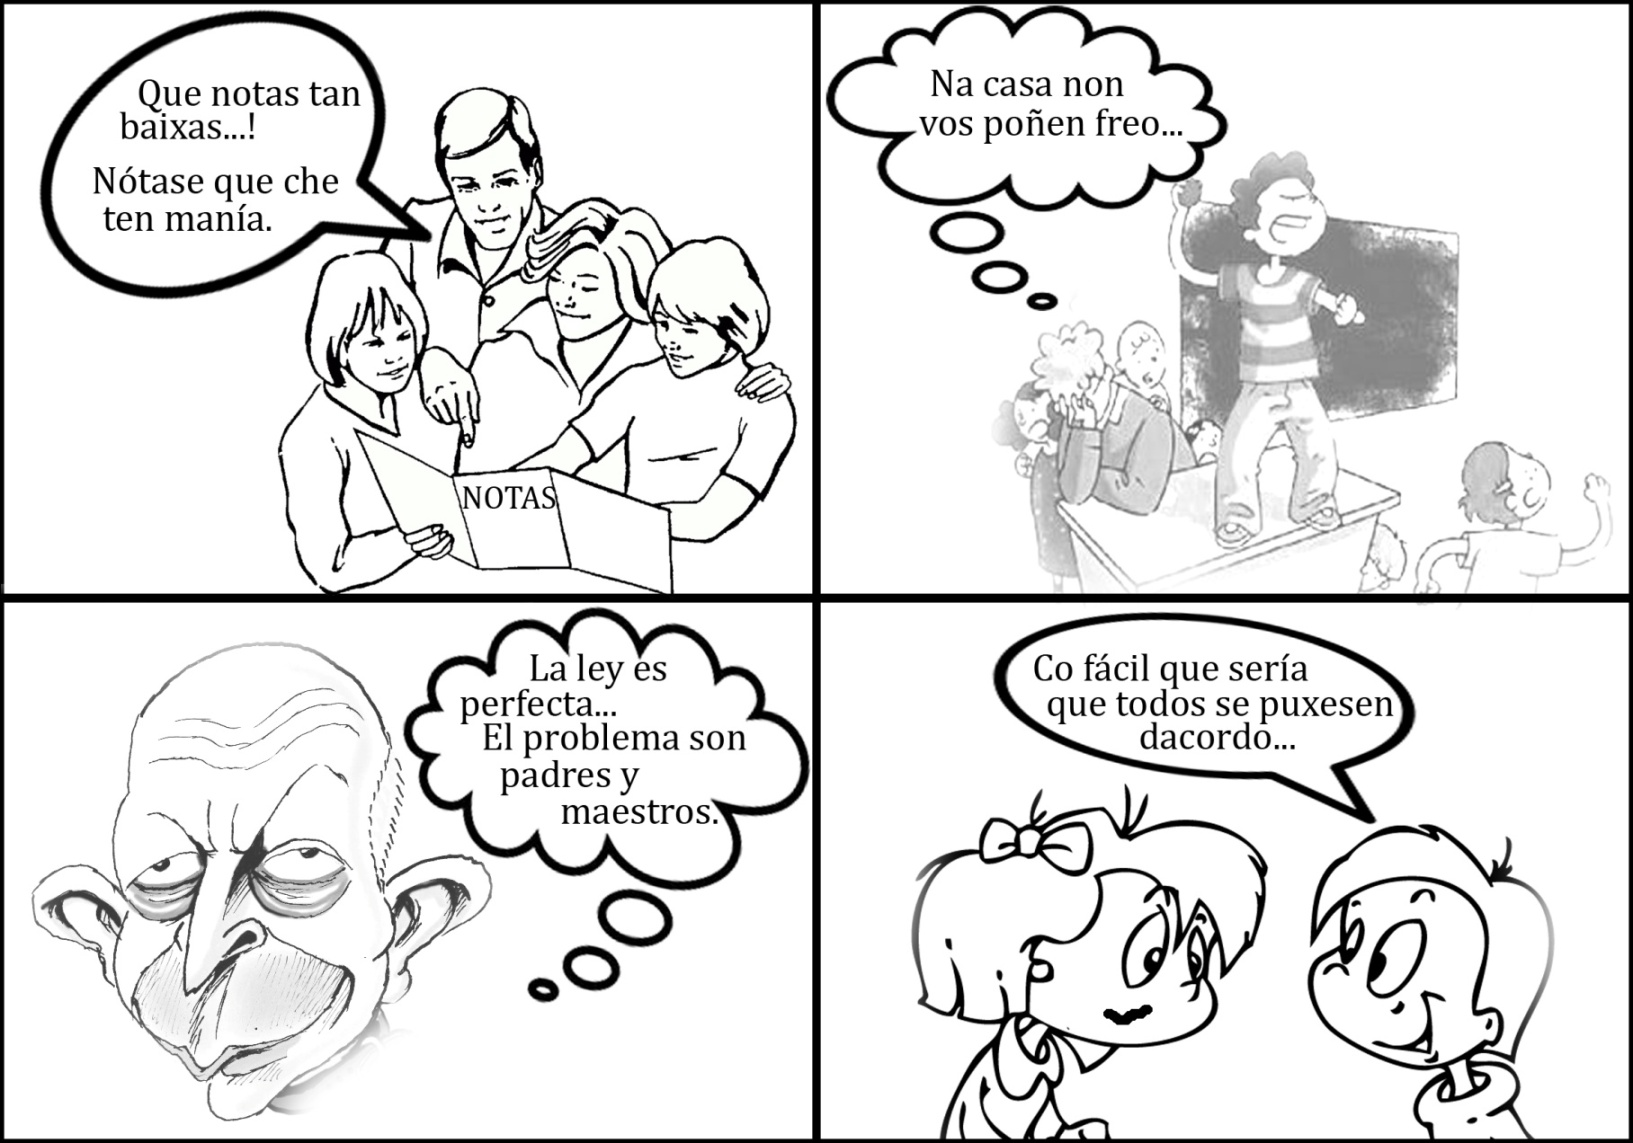 Que notas tan
baixas...!
Nótase que che
ten manía.
NOTAS
Na casa non
vos poñen freo...
La ley es
perfecta...
El problema son
padres y
maestros.
Co fácil que sería
que todos se puxesen
dacordo...